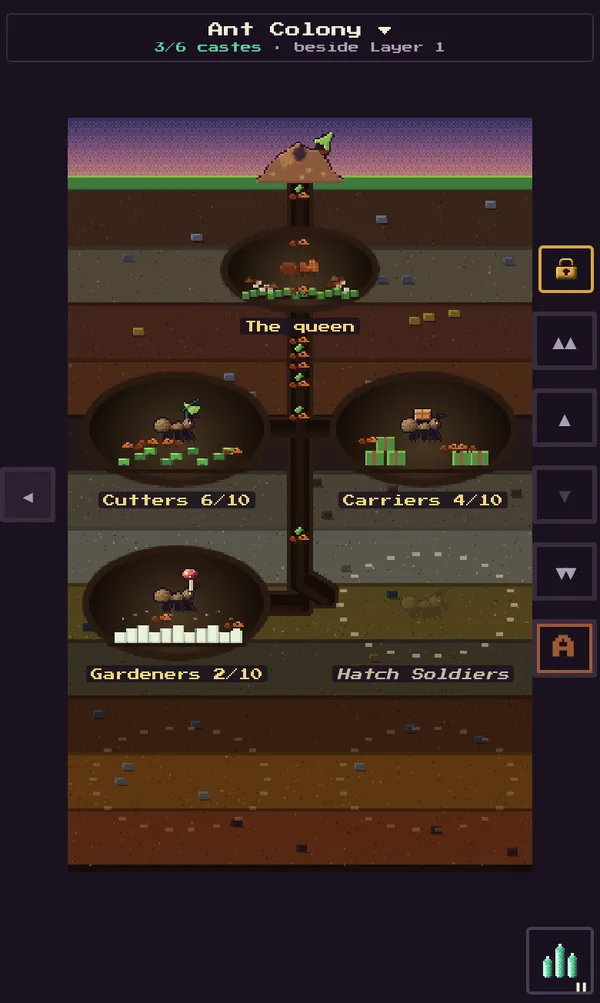 Ant Colony ▼
3/6 castes · beside Layer 1
The queen
Cutters 6/10
Carriers 4/10
Gardeners 2/10
Hatch Soldiers
A